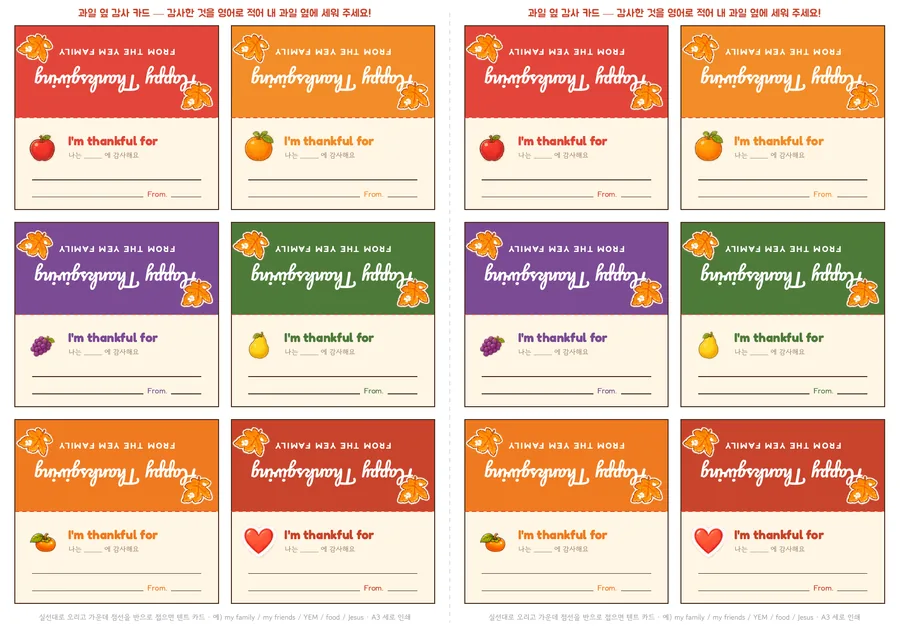 과일 옆 감사 카드 — 감사한 것을 영어로 적어 내 과일 옆에 세워 주세요!
과일 옆 감사 카드 — 감사한 것을 영어로 적어 내 과일 옆에 세워 주세요!
FROM THE YEM FAMILY
Happy Thanksgiving
I'm thankful for
나는 _____ 에 감사해요
From.
FROM THE YEM FAMILY
Happy Thanksgiving
I'm thankful for
나는 _____ 에 감사해요
From.
FROM THE YEM FAMILY
Happy Thanksgiving
I'm thankful for
나는 _____ 에 감사해요
From.
FROM THE YEM FAMILY
Happy Thanksgiving
I'm thankful for
나는 _____ 에 감사해요
From.
FROM THE YEM FAMILY
Happy Thanksgiving
I'm thankful for
나는 _____ 에 감사해요
From.
FROM THE YEM FAMILY
Happy Thanksgiving
I'm thankful for
나는 _____ 에 감사해요
From.
FROM THE YEM FAMILY
Happy Thanksgiving
I'm thankful for
나는 _____ 에 감사해요
From.
FROM THE YEM FAMILY
Happy Thanksgiving
I'm thankful for
나는 _____ 에 감사해요
From.
FROM THE YEM FAMILY
Happy Thanksgiving
I'm thankful for
나는 _____ 에 감사해요
From.
FROM THE YEM FAMILY
Happy Thanksgiving
I'm thankful for
나는 _____ 에 감사해요
From.
FROM THE YEM FAMILY
Happy Thanksgiving
I'm thankful for
나는 _____ 에 감사해요
From.
FROM THE YEM FAMILY
Happy Thanksgiving
I'm thankful for
나는 _____ 에 감사해요
From.
실선대로 오리고 가운데 점선을 반으로 접으면 텐트 카드 · 예) my family / my friends / YEM / food / Jesus · A3 세로 인쇄
실선대로 오리고 가운데 점선을 반으로 접으면 텐트 카드 · 예) my family / my friends / YEM / food / Jesus · A3 세로 인쇄